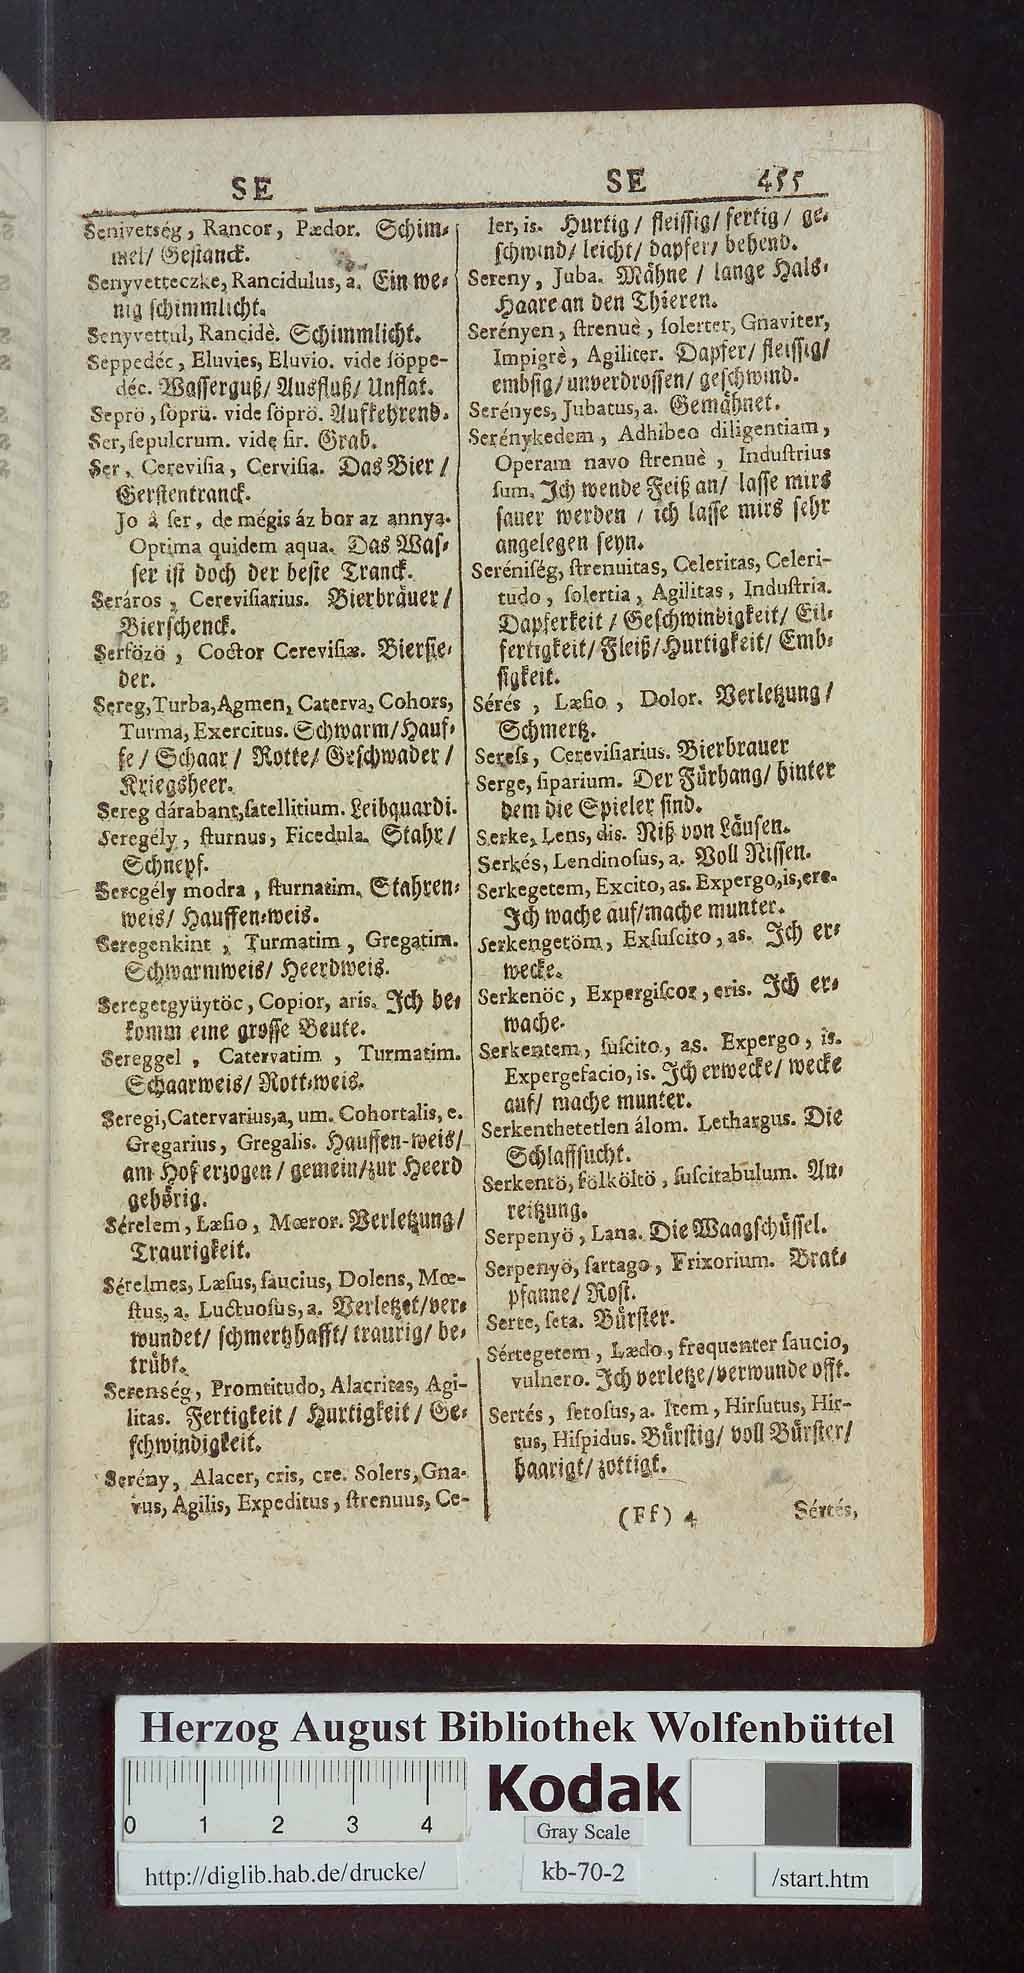 SE
Senivetség, Rancor, Pædor. Schim⸗
mel/ Gestanck.
Senyvetteczke, Rancidulus, a. Ein we⸗
nig schimmlicht.
Senyvettul, Rancidè. Schimmlicht.
Seppedéc, Eluvies, Eluvio. vide ſöppe-
déc. Wasserguß/ Ausfluß/ Unflat.
Seprö, ſöprü. vide ſöprö. Aufkehrend.
Ser, ſepulcrum. vide ſir. Grab.
Ser, Cereviſia, Cerviſia. Das Bier/
Gerstentranck.
Jo â ſer, de mégis áz bor az annya.
Optima quidem aqua. Das Was⸗
ser ist doch der beste Tranck.
Seráros, Cereviſiarius. Bierbräuer/
Bierschenck.
Serfözö, Coctor Cereviſiæ. Biersie⸗
der.
Sereg, Turba, Agmen, Caterva, Cohors,
Turma, Exercitus. Schwarm/ Hauf⸗
fe/ Schaar/ Rotte/ Geschwader/
Kriegsheer.
Sereg dárabant, ſatellitium. Leibquardi.
Seregély, ſturnus, Ficedula. Stahr/
Schnepf.
Seregély modra, ſturnatim. Stahren⸗
weis/ Hauffen⸗weis.
Seregenkint, Turmatim, Gregatim.
Schwarmweis/ Heerdweis.
Seregetgyüytöc, Copior, aris. Ich be⸗
komm eine grosse Beute.
Sereggel, Catervatim, Turmatim.
Schaarweis/ Rott⸗weis.
Seregi, Catervarius, a, um. Cohortalis, e.
Gregarius, Gregalis. Hauffen-weis/
am Hof erzogen/ gemein/ zur Heerd
gehörig.
Sérelem, Læſio, Mœror. Verletzung/
Traurigkeit.
Sérelmes, Læſus, ſaucius, Dolens, Mœ-
ſtus, a. Luctuoſus, a. Verletzet/ ver⸗
wundet/ schmertzhafft/ traurig/ be⸗
trübt.
Serenség, Promtitudo, Alacritas, Agi-
litas. Fertigkeit/ Hurtigkeit/ Ge⸗
schwindigkeit.
Serény, Alacer, cris, cre. Solers, Gna-
vus, Agilis, Expeditus, ſtrenuus, Ce-
SE 455
ler, is. Hurtig/ fleissig/ fertig/ ge⸗
schwind/ leicht/ dapfer/ behend.
Sereny, Juba. Mähne/ lange Hals⸗
Haare an den Thieren.
Serényen, ſtrenuè, ſolerter, Gnaviter,
Impigrè, Agiliter. Dapfer/ fleissig/
embsig/ unverdrossen/ geschwind.
Serényes, Jubatus, a. Gemähnet.
Serénykedem, Adhibeo diligentiam,
Operam navo ſtrenuè, Induſtrius
ſum. Ich wende Feiß an/ lasse mirs
sauer werden/ ich lasse mirs sehr
angelegen seyn.
Seréniſég, ſtrenuitas, Celeritas, Celeri-
tudo, ſolertia, Agilitas, Induſtria.
Dapferkeit/ Geschwindigkeit/ Eil⸗
fertigkeit/ Fleiß/ Hurtigkeit/ Emb⸗
sigkeit.
Sérés, Læſio, Dolor. Verletzung/
Schmertz.
Sereſs, Cereviſiarius. Bierbrauer
Serge, ſiparium. Der Fürhang/ hinter
dem die Spieler sind.
Serke, Lens, dis. Niß von Läusen.
Serkés, Lendinoſus, a. Voll Nissen.
Serkegetem, Excito, as. Expergo, is, ere.
Ich wache auf/ mache munter.
Serkengetöm, Exſuſcito, as. Ich er⸗
wecke.
Serkenöc, Expergiſcor, eris. Ich er⸗
wache.
Serkentem, ſuſcito, as. Expergo, is.
Expergefacio, is. Ich erwecke/ wecke
auf/ mache munter.
Serkenthetetlen álom. Lethargus. Die
Schlaffsucht.
Serkentö, fölköltö, ſuſcitabulum. An⸗
reitzung.
Serpenyö, Lana. Die Waagschüssel.
Serpenyö, ſartago, Frixorium. Brat⸗
pfanne/ Rost.
Serte, ſeta. Bürster.
Sértegetem, Lædo, frequenter ſaucio,
vulnero. Ich verletze/ verwunde offt.
Sertés, ſetoſus, a. Item, Hirſutus, Hir-
tus, Hiſpidus. Bürstig/ voll Bürster/
haarigt/ zottigt.
(Ff) 4 Sértés,
Herzog August Bibliothek Wolfenbüttel
Kodak
0 1 2 3 4
Gray Scale
http://diglib.hab.de/drucke/ kb-70-2 /start.htm